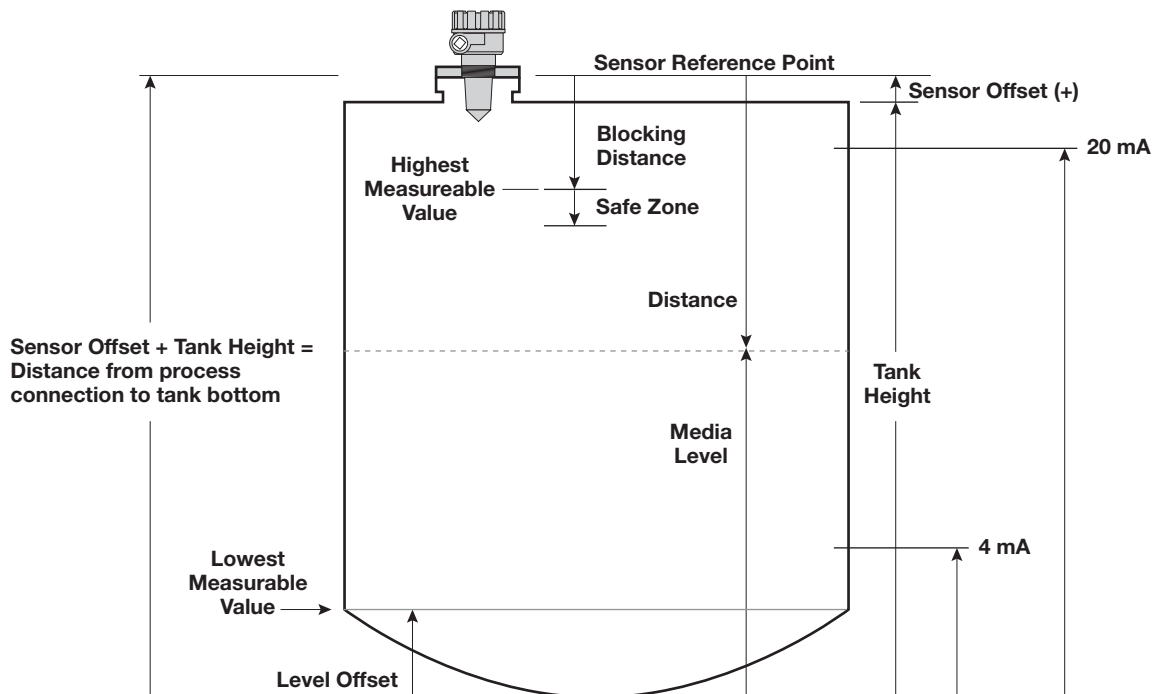 Sensor Reference Point
Sensor Offset (+)
Blocking
Distance
20 mA
Highest
Measureable
Value
Safe Zone
Distance
Sensor Offset + Tank Height =
Distance from process
connection to tank bottom
Tank
Height
Media
Level
4 mA
Lowest
Measurable
Value
Level Offset